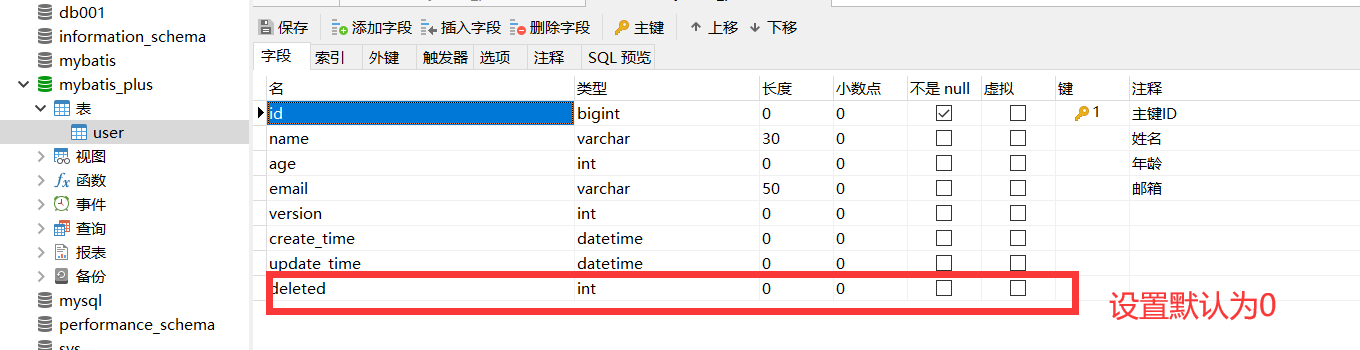 db001
information_schema
mybatis
mybatis_plus
表
user
视图
fx 函数
事件
查询
报表
备份
mysql
performance_schema
sys
保存 添加字段 插入字段 删除字段 主键 上移 下移
字段 索引 外键 触发器 选项 注释 SQL 预览
名 类型 长度 小数点 不是 null 虚拟 键 注释
id bigint 0 0 1 主键ID
name varchar 30 0 姓名
age int 0 0 年龄
email varchar 50 0 邮箱
version int 0 0
create_time datetime 0 0
update_time datetime 0 0
deleted int 0 0
设置默认为0